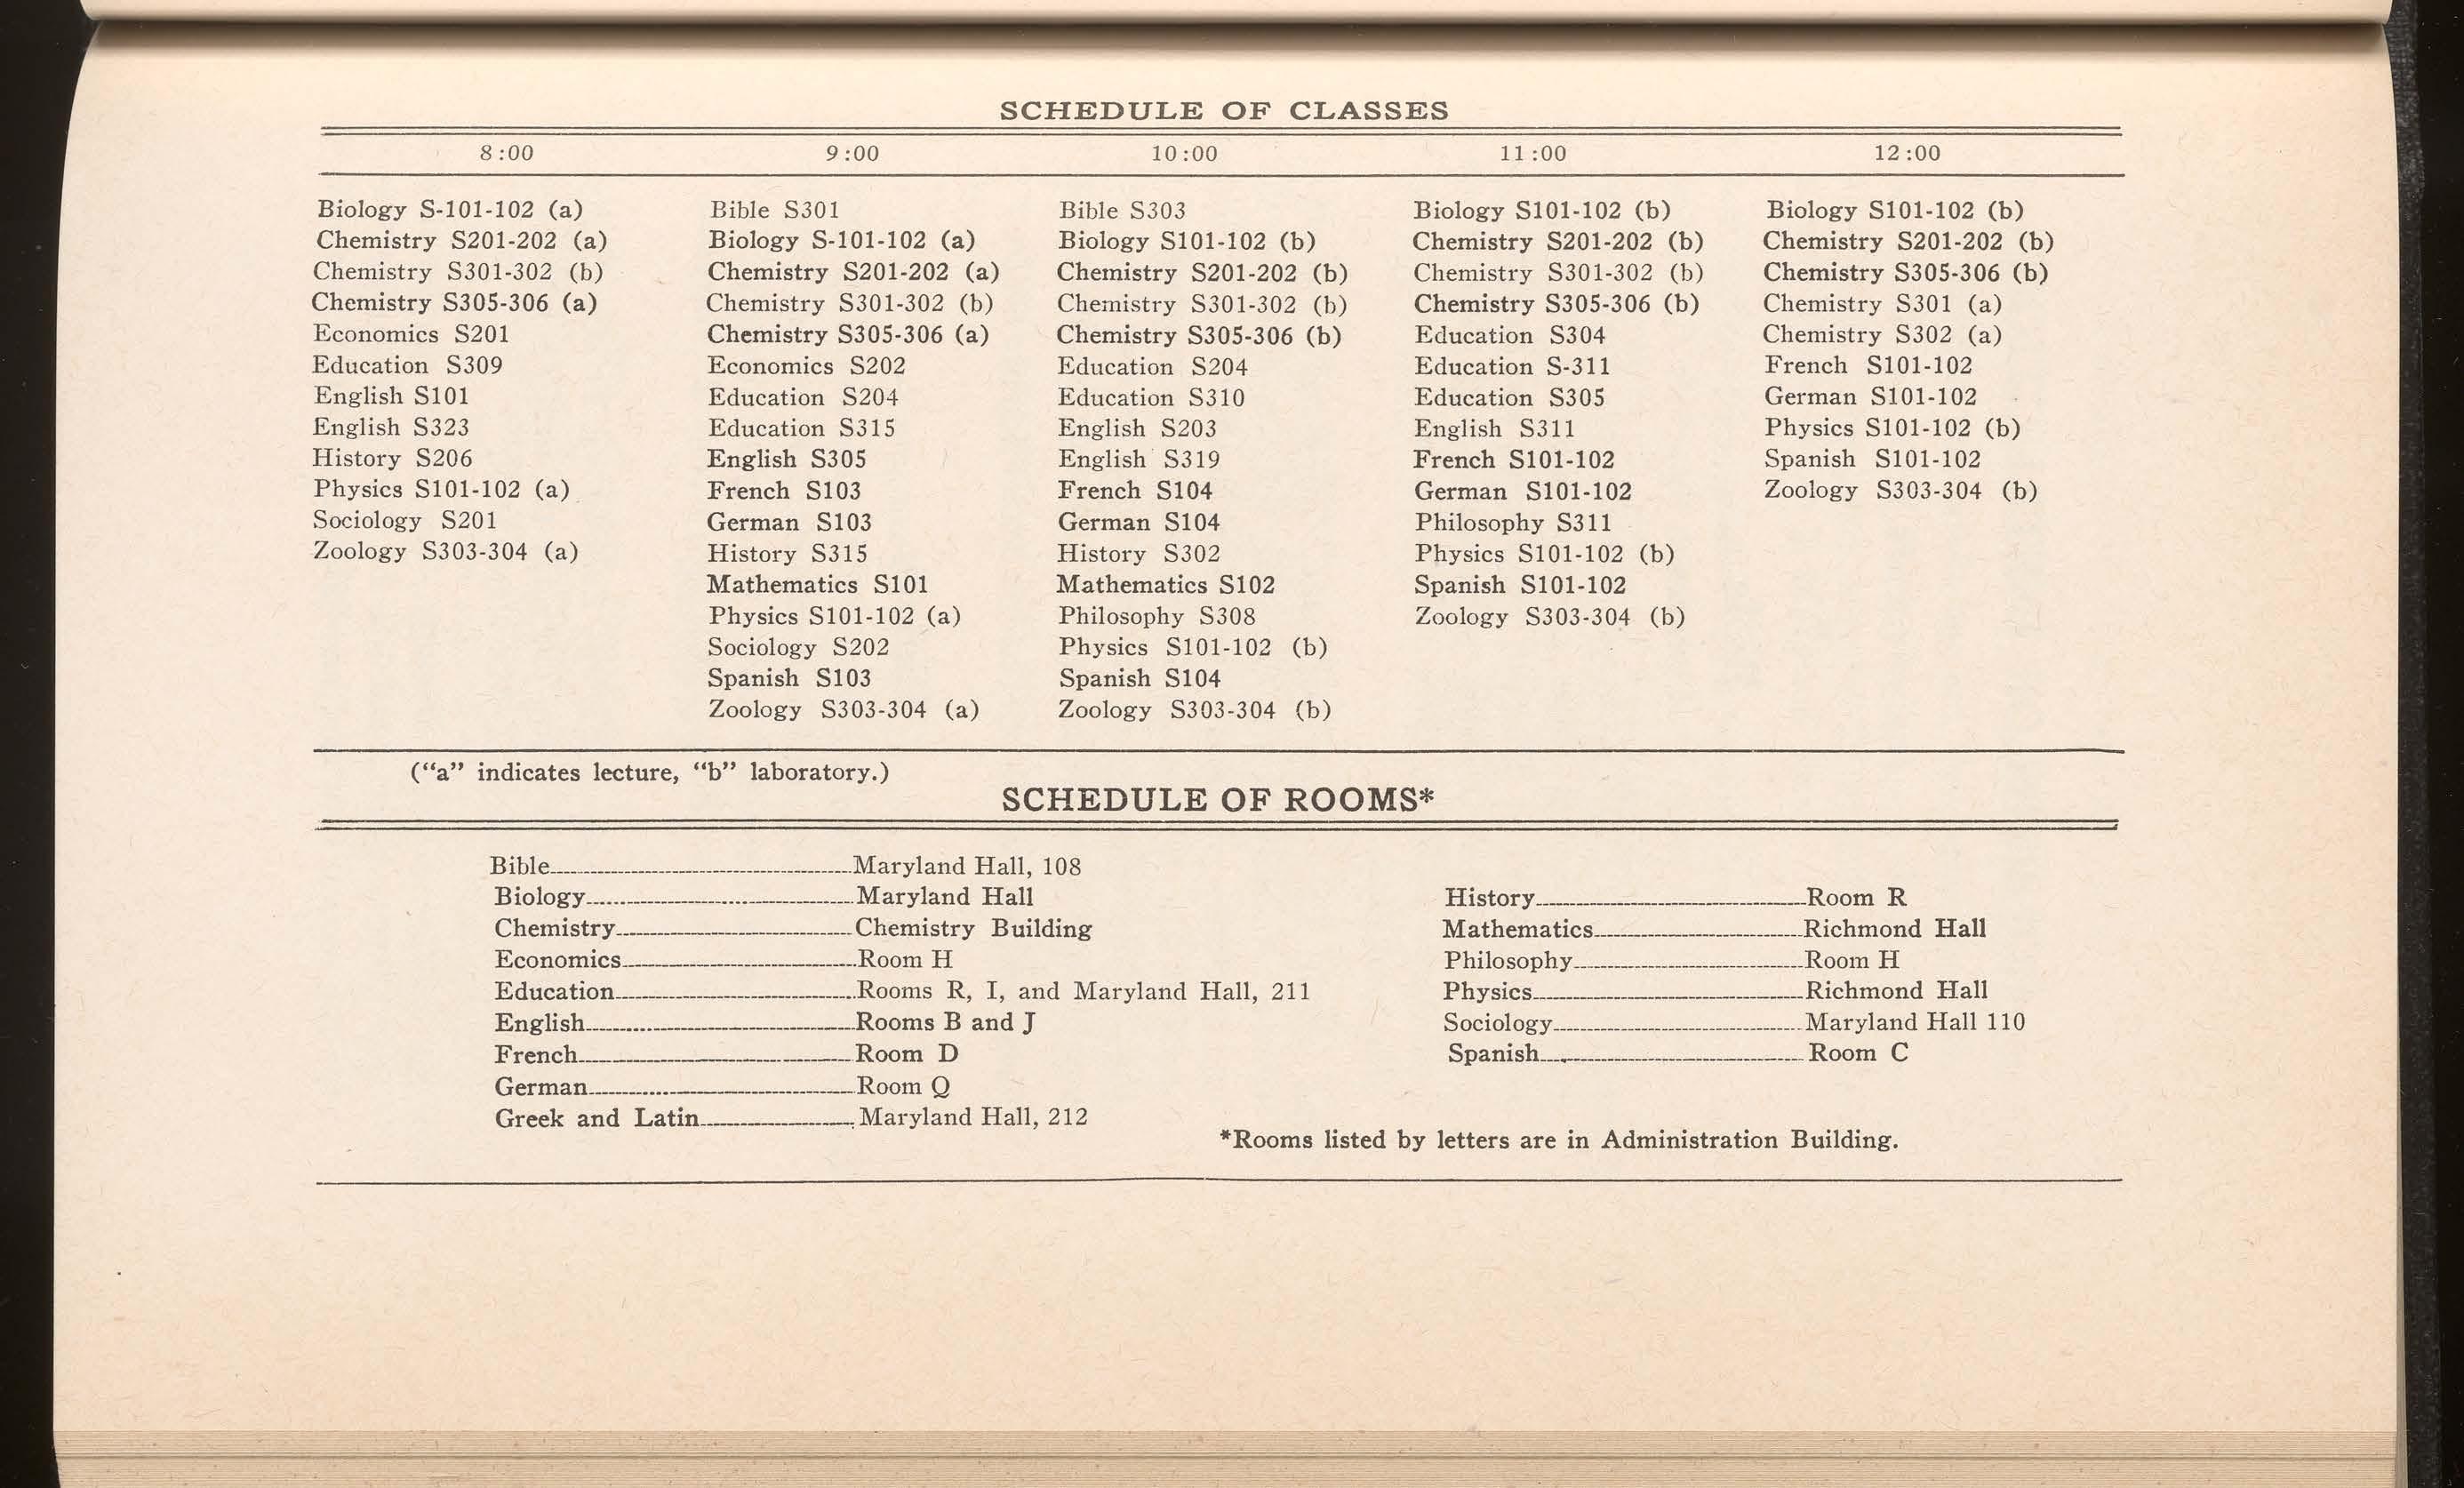 SCHEDULE OF CLASSES
8:00 9:00 10:00 11:00 12:00
Biology S-101-102 (a)
Chemistry S201-202 (a)
Chemistry S301-302 (b)
Chemistry S305-306 (a)
Economics S201
Education S309
English S101
English S323
History S206
Physics S101-102 (a)
Sociology S201
Zoology S303-304 (a)
Bible S301
Biology S-101-102 (a)
Chemistry S201-202 (a)
Chemistry S301-302 (b)
Chemistry S305-306 (a)
Economics S202
Education S204
Education S315
English S305
French S103
German S103
History S315
Mathematics S101
Physics S101-102 (a)
Sociology S202
Spanish S103
Zoology S303-304 (a)
Bible S303
Biology S101-102 (b)
Chemistry S201-202 (b)
Chemistry S301-302 (b)
Chemistry S305-306 (b)
Education S204
Education S310
English S203
English S319
French S104
German S104
History S302
Mathematics S102
Philosophy S308
Physics S101-102 (b)
Spanish S104
Zoology S303-304 (b)
Biology S101-102 (b)
Chemistry S201-202 (b)
Chemistry S301-302 (b)
Chemistry S305-306 (b)
Education S304
Education S-311
Education S305
English S311
French S101-102
German S101-102
Philosophy S311
Physics S101-102 (b)
Spanish S101-102
Zoology S303-304 (b)
Biology S101-102 (b)
Chemistry S201-202 (b)
Chemistry S305-306 (b)
Chemistry S301 (a)
Chemistry S302 (a)
French S101-102
German S101-102
Physics S101-102 (b)
Spanish S101-102
Zoology S303-304 (b)
("a" indicates lecture, "b" laboratory.)
SCHEDULE OF ROOMS*
Bible Maryland Hall, 108
Biology Maryland Hall
Chemistry Chemistry Building
Economics Room H
Education Rooms R, I, and Maryland Hall, 211
English Rooms B and J
French Room D
German Room Q
Greek and Latin Maryland Hall, 212
History Room R
Mathematics Richmond Hall
Philosophy Room H
Physics Richmond Hall
Sociology Maryland Hall 110
Spanish Room C
*Rooms listed by letters are in Administration Building.